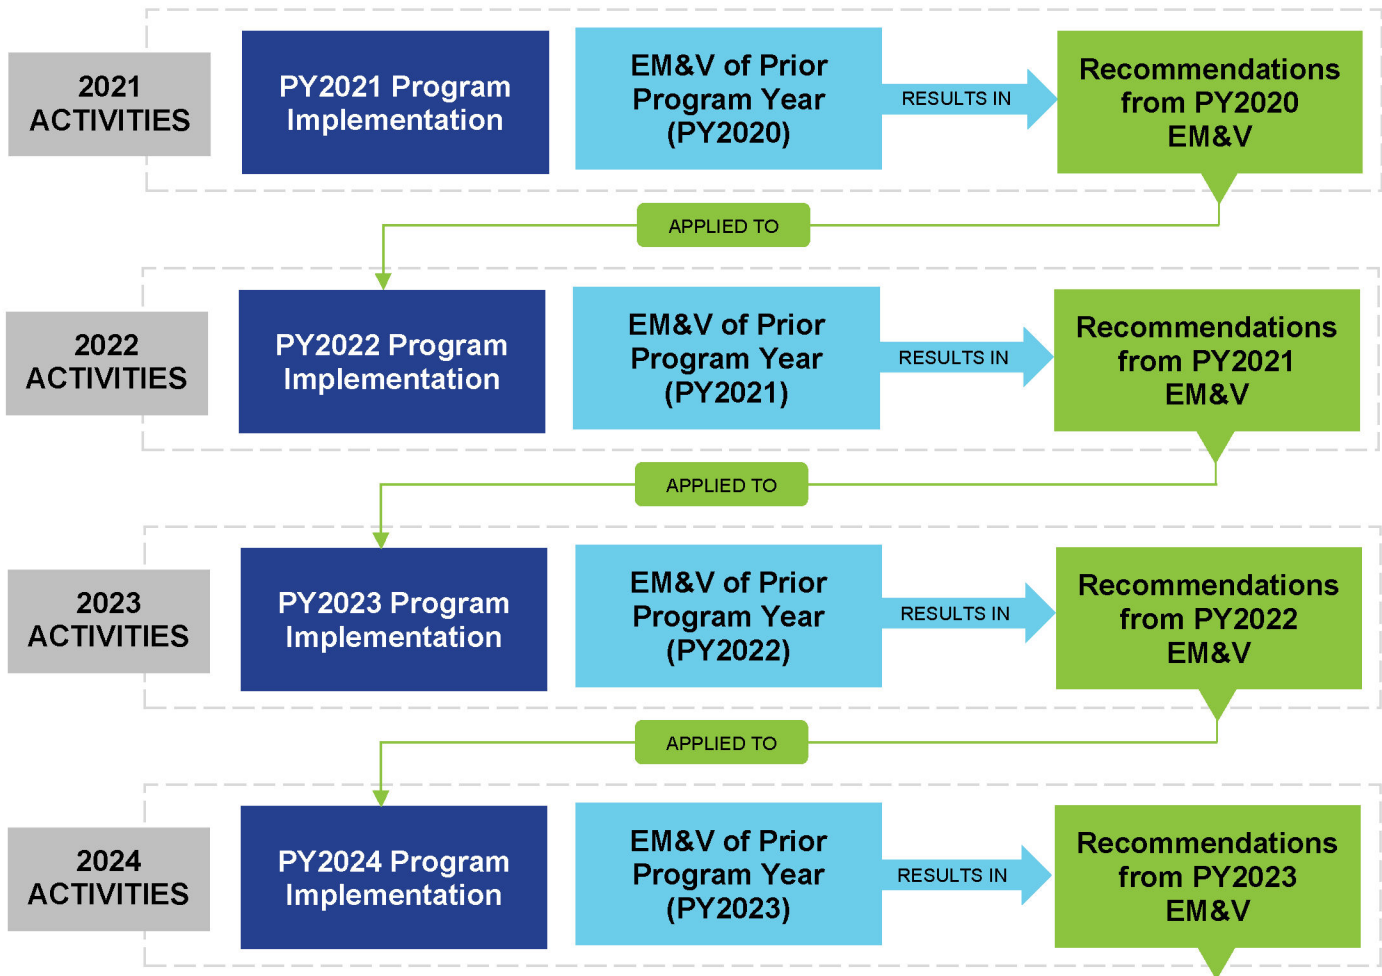 2021
ACTIVITIES
PY2021 Program
Implementation
EM&V of Prior
Program Year
(PY2020)
RESULTS IN
Recommendations
from PY2020
EM&V
APPLIED TO
2022
ACTIVITIES
PY2022 Program
Implementation
EM&V of Prior
Program Year
(PY2021)
RESULTS IN
Recommendations
from PY2021
EM&V
APPLIED TO
2023
ACTIVITIES
PY2023 Program
Implementation
EM&V of Prior
Program Year
(PY2022)
RESULTS IN
Recommendations
from PY2022
EM&V
APPLIED TO
2024
ACTIVITIES
PY2024 Program
Implementation
EM&V of Prior
Program Year
(PY2023)
RESULTS IN
Recommendations
from PY2023
EM&V